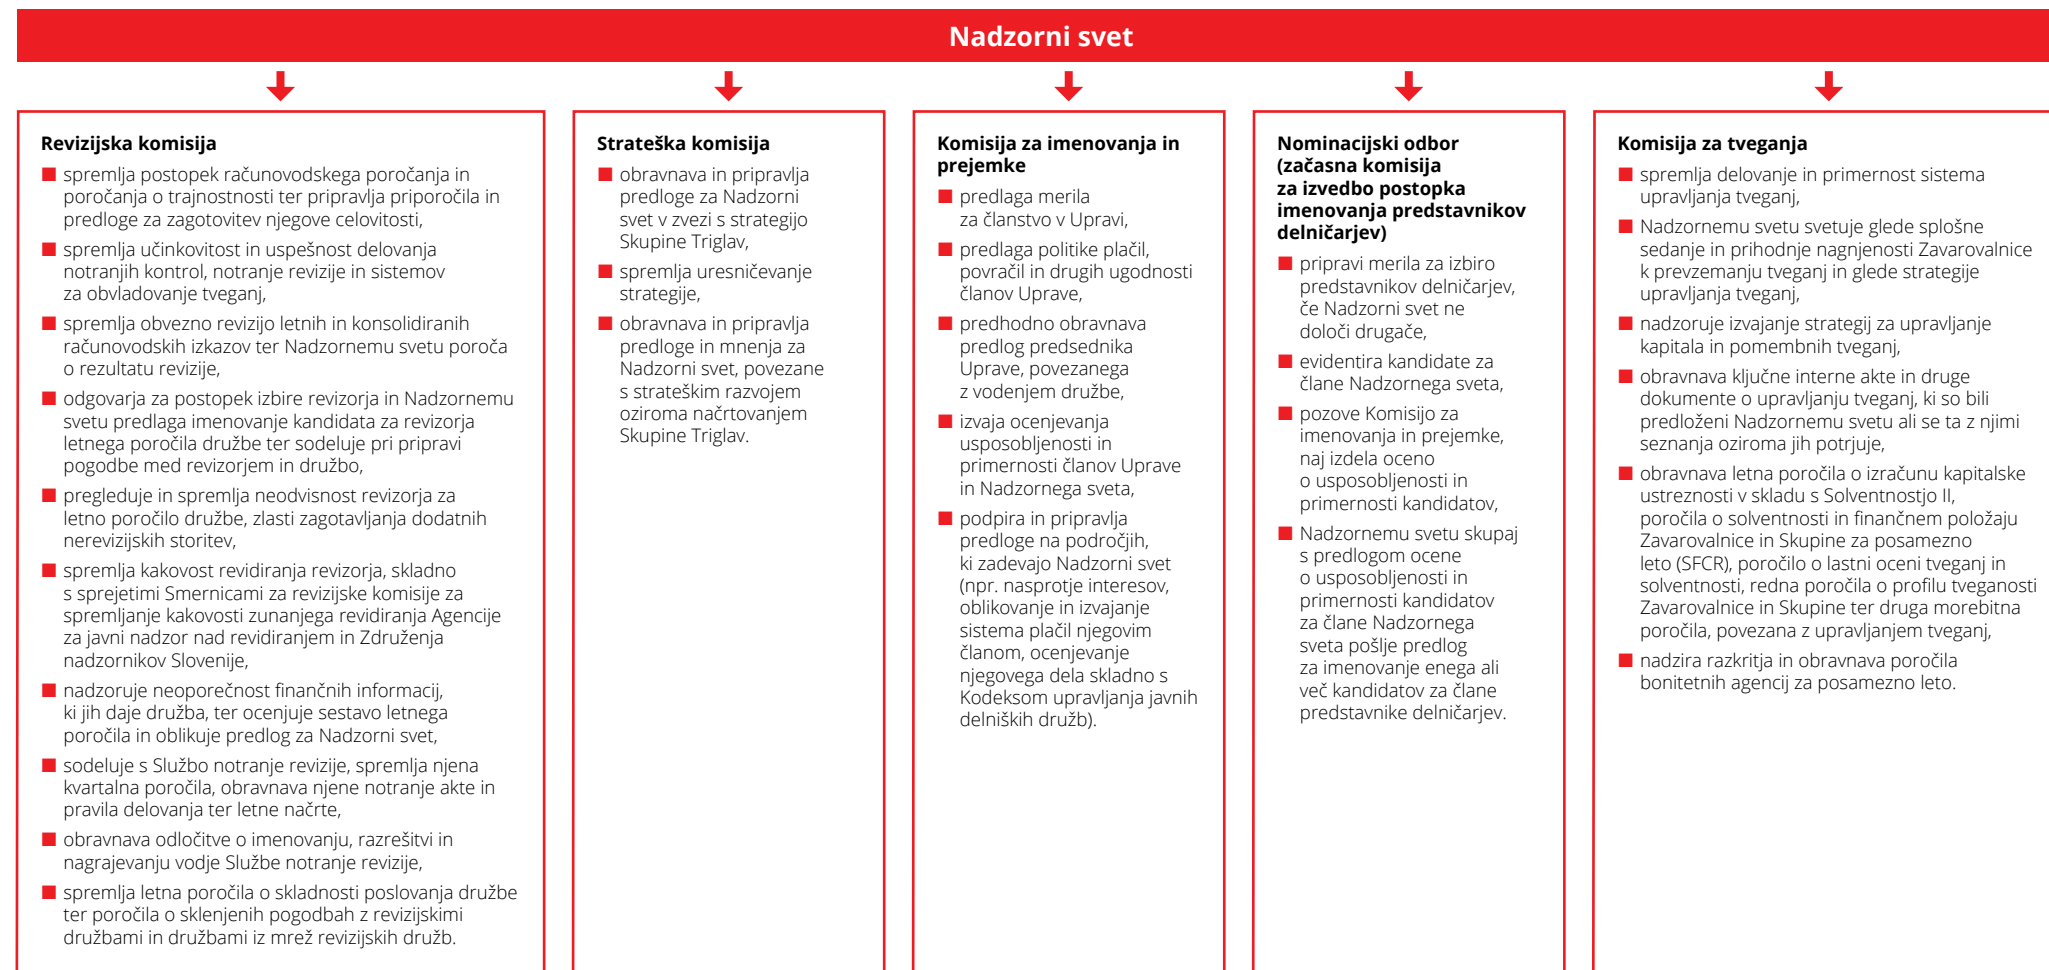 Nadzorni svet
Revizijska komisija
spremlja postopek računovodskega poročanja in
poročanja o trajnostnosti ter pripravlja priporočila in
predloge za zagotovitev njegove celovitosti,
spremlja učinkovitost in uspešnost delovanja
notranjih kontrol, notranje revizije in sistemov
za obvladovanje tveganj,
spremlja obvezno revizijo letnih in konsolidiranih
računovodskih izkazov ter Nadzornemu svetu poroča
o rezultatu revizije,
odgovarja za postopek izbire revizorja in Nadzornemu
svetu predlaga imenovanje kandidata za revizorja
letnega poročila družbe ter sodeluje pri pripravi
pogodbe med revizorjem in družbo,
pregleduje in spremlja neodvisnost revizorja za
letno poročilo družbe, zlasti zagotavljanja dodatnih
nerevizijskih storitev,
spremlja kakovost revidiranja revizorja, skladno
s sprejetimi Smernicami za revizijske komisije za
spremljanje kakovosti zunanjega revidiranja Agencije
za javni nadzor nad revidiranjem in Združenja
nadzornikov Slovenije,
nadzoruje neoporečnost finančnih informacij,
ki jih daje družba, ter ocenjuje sestavo letnega
poročila in oblikuje predlog za Nadzorni svet,
sodeluje s Službo notranje revizije, spremlja njena
kvartalna poročila, obravnava njene notranje akte in
pravila delovanja ter letne načrte,
obravnava odločitve o imenovanju, razrešitvi in
nagrajevanju vodje Službe notranje revizije,
spremlja letna poročila o skladnosti poslovanja družbe
ter poročila o sklenjenih pogodbah z revizijskimi
družbami in družbami iz mrež revizijskih družb.
Strateška komisija
obravnava in pripravlja
predloge za Nadzorni
svet v zvezi s strategijo
Skupine Triglav,
spremlja uresničevanje
strategije,
obravnava in pripravlja
predloge in mnenja za
Nadzorni svet, povezane
s strateškim razvojem
oziroma načrtovanjem
Skupine Triglav.
Komisija za imenovanja in
prejemke
predlaga merila
za članstvo v Upravi,
predlaga politike plačil,
povračil in drugih ugodnosti
članov Uprave,
predhodno obravnava
predlog predsednika
Uprave, povezanega
z vodenjem družbe,
izvaja ocenjevanja
usposobljenosti in
primernosti članov Uprave
in Nadzornega sveta,
podpira in pripravlja
predloge na področjih,
ki zadevajo Nadzorni svet
(npr. nasprotje interesov,
oblikovanje in izvajanje
sistema plačil njegovim
članom, ocenjevanje
njegovega dela skladno s
Kodeksom upravljanja javnih
delniških družb).
Nominacijski odbor
(začasna komisija
za izvedbo postopka
imenovanja predstavnikov
delničarjev)
pripravi merila za izbiro
predstavnikov delničarjev,
če Nadzorni svet ne
določi drugače,
evidentira kandidate za
člane Nadzornega sveta,
pozove Komisijo za
imenovanja in prejemke,
naj izdela oceno
o usposobljenosti in
primernosti kandidatov,
Nadzornemu svetu skupaj
s predlogom ocene
o usposobljenosti in
primernosti kandidatov
za člane Nadzornega
sveta pošlje predlog
za imenovanje enega ali
več kandidatov za člane
predstavnike delničarjev.
Komisija za tveganja
spremlja delovanje in primernost sistema
upravljanja tveganj,
Nadzornemu svetu svetuje glede splošne
sedanje in prihodnje nagnjenosti Zavarovalnice
k prevzemanju tveganj in glede strategije
upravljanja tveganj,
nadzoruje izvajanje strategij za upravljanje
kapitala in pomembnih tveganj,
obravnava ključne interne akte in druge
dokumente o upravljanju tveganj, ki so bili
predloženi Nadzornemu svetu ali se ta z njimi
seznanja oziroma jih potrjuje,
obravnava letna poročila o izračunu kapitalske
ustreznosti v skladu s Solventnostjo II,
poročila o solventnosti in finančnem položaju
Zavarovalnice in Skupine za posamezno
leto (SFCR), poročilo o lastni oceni tveganj in
solventnosti, redna poročila o profilu tveganosti
Zavarovalnice in Skupine ter druga morebitna
poročila, povezana z upravljanjem tveganj,
nadzira razkritja in obravnava poročila
bonitetnih agencij za posamezno leto.